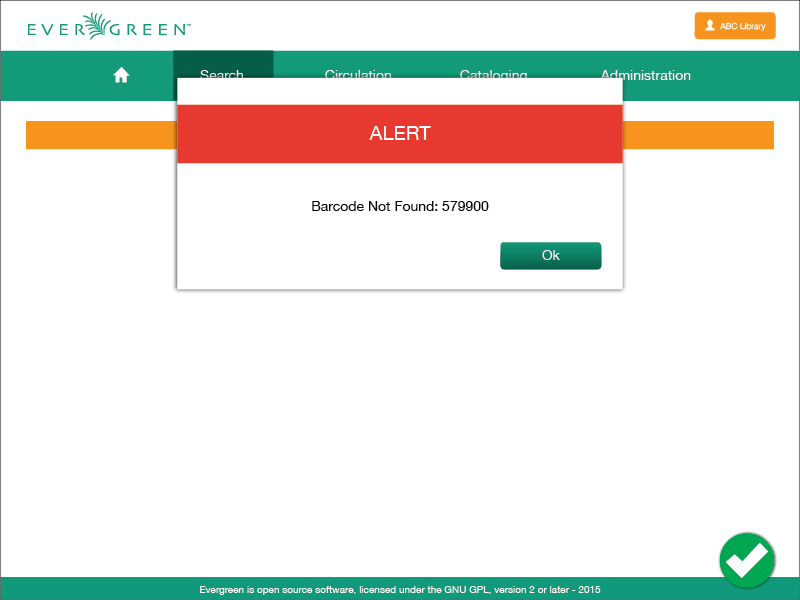 EVERGREEN™
ABC Library
Search Circulation Cataloging Administration
ALERT
Barcode Not Found: 579900
Ok
Evergreen is open source software, licensed under the GNU GPL, version 2 or later - 2015